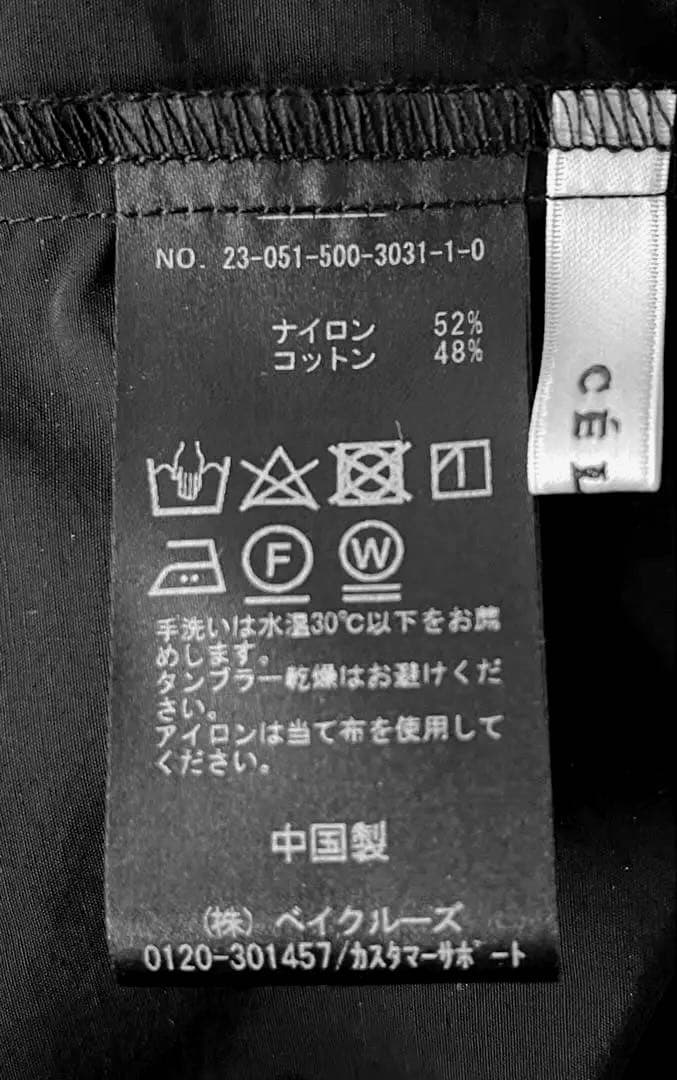 NO. 23-051-500-3031-1-0
ナイロン 52%
コットン 48%
F
W
手洗いは水温30℃以下をお薦
めします。
タンブラー乾燥はお避けくだ
さい。
アイロンは当て布を使用して
ください。
中国製
(株) ベイクルーズ
0120-301457/カスタマーサポート
CÉL